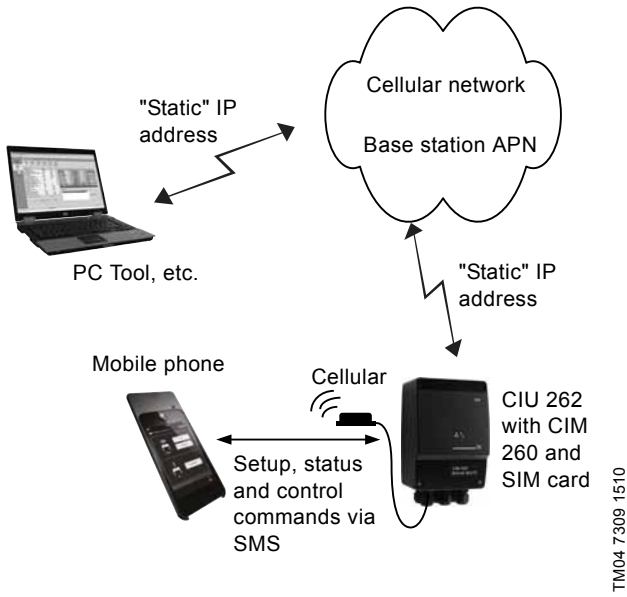 Cellular network
Base station APN
"Static" IP
address
PC Tool, etc.
"Static" IP
address
Mobile phone
Cellular
CIU 262
with CIM
260 and
SIM card
Setup, status
and control
commands via
SMS
TM04 7309 1510